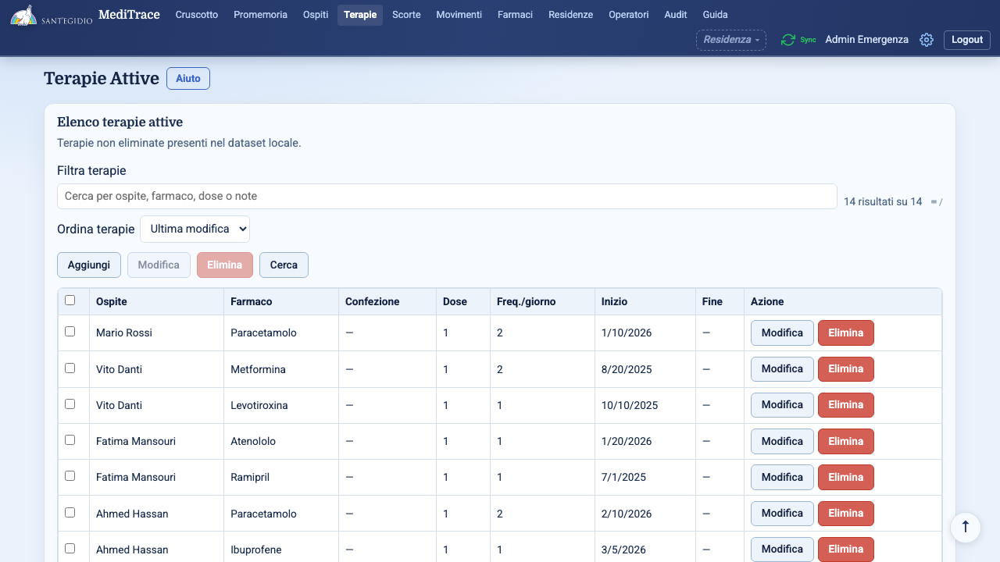 SANTEGIDIO MediTrace Cruscotto Promemoria Ospiti Terapie Scorte Movimenti Farmaci Residenze Operatori Audit Guida
Residenza Sync Admin Emergenza Logout
Terapie Attive Aiuto
Elenco terapie attive
Terapie non eliminate presenti nel dataset locale.
Filtra terapie
Cerca per ospite, farmaco, dose o note 14 risultati su 14 /
Ordina terapie Ultima modifica
Aggiungi Modifica Elimina Cerca
Ospite Farmaco Confezione Dose Freq./giorno Inizio Fine Azione
Mario Rossi Paracetamolo — 1 2 1/10/2026 — Modifica Elimina
Vito Danti Metformina — 1 2 8/20/2025 — Modifica Elimina
Vito Danti Levotiroxina — 1 1 10/10/2025 — Modifica Elimina
Fatima Mansouri Atenololo — 1 1 1/20/2026 — Modifica Elimina
Fatima Mansouri Ramipril — 1 1 7/1/2025 — Modifica Elimina
Ahmed Hassan Paracetamolo — 1 2 2/10/2026 — Modifica Elimina
Ahmed Hassan Ibuprofene — 1 1 3/5/2026 — Modifica Elimina
↑